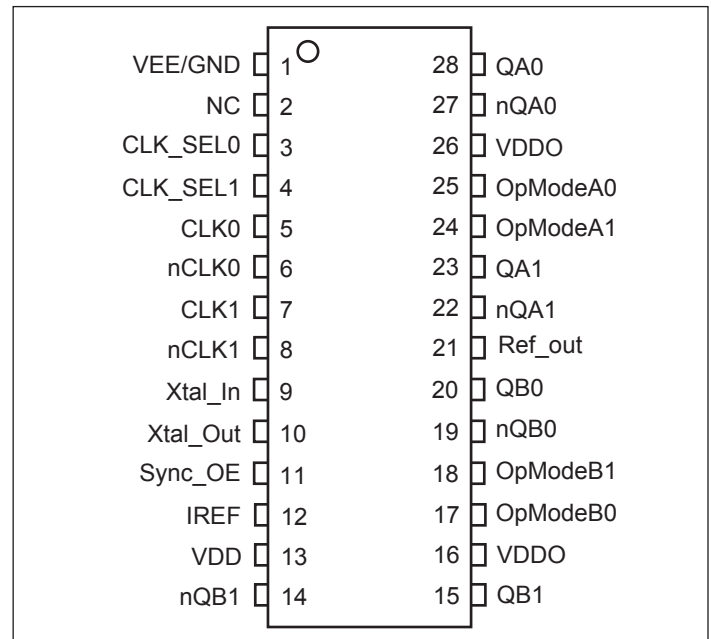 VEE/GND 1 28 QA0
NC 2 27 nQA0
CLK_SEL0 3 26 VDDO
CLK_SEL1 4 25 OpModeA0
CLK0 5 24 OpModeA1
nCLK0 6 23 QA1
CLK1 7 22 nQA1
nCLK1 8 21 Ref_out
Xtal_In 9 20 QB0
Xtal_Out 10 19 nQB0
Sync_OE 11 18 OpModeB1
IREF 12 17 OpModeB0
VDD 13 16 VDDO
nQB1 14 15 QB1